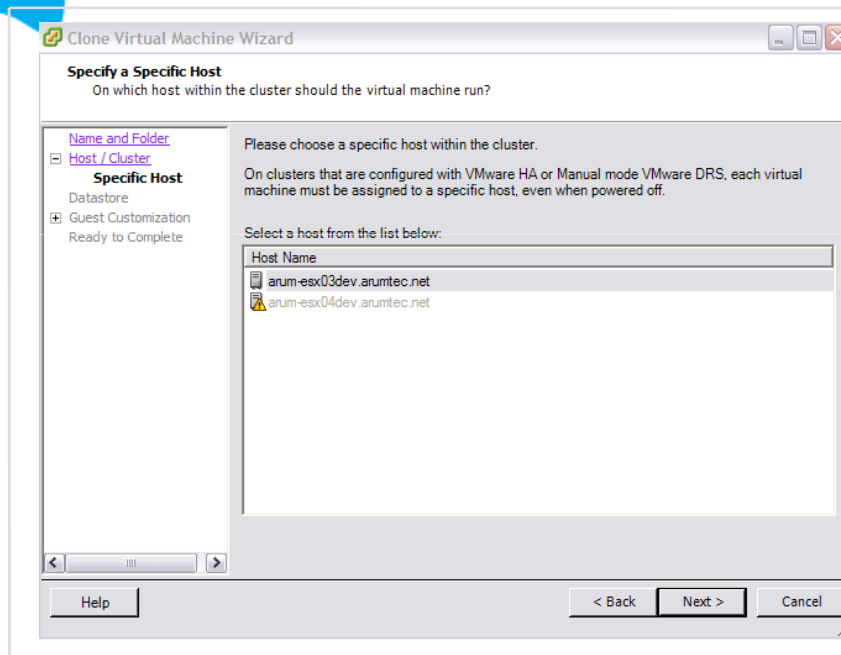 Clone Virtual Machine Wizard
Specify a Specific Host
On which host within the cluster should the virtual machine run?
Name and Folder
Host / Cluster
Specific Host
Datastore
Guest Customization
Ready to Complete
Please choose a specific host within the cluster.
On clusters that are configured with VMware HA or Manual mode VMware DRS, each virtual
machine must be assigned to a specific host, even when powered off.
Select a host from the list below:
Host Name
arum-esx03dev.arumtec.net
arum-esx04dev.arumtec.net
Help
< Back
Next >
Cancel